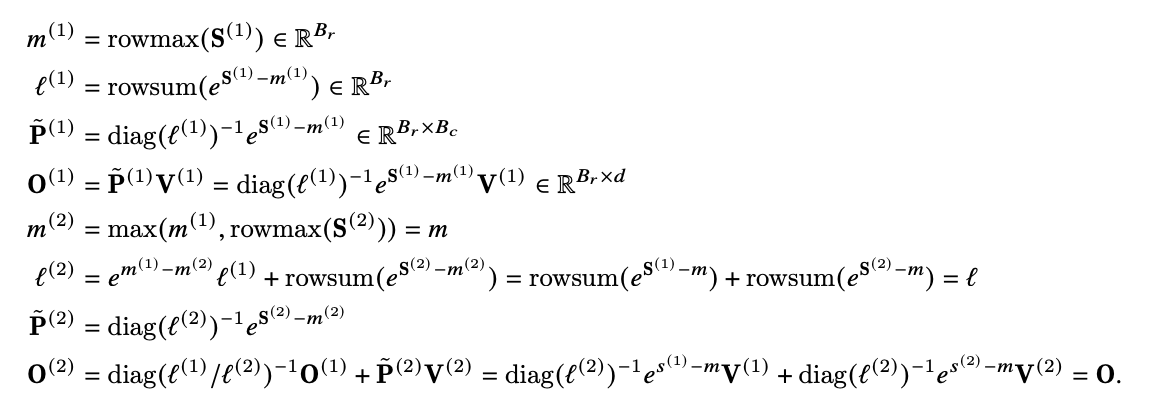 m^{(1)} = rowmax(S^{(1)}) ∈ ℝ^{B_r}
ℓ^{(1)} = rowsum(e^{S^{(1)}−m^{(1)}}) ∈ ℝ^{B_r}
P̃^{(1)} = diag(ℓ^{(1)})^{−1}e^{S^{(1)}−m^{(1)}} ∈ ℝ^{B_r×B_c}
O^{(1)} = P̃^{(1)}V^{(1)} = diag(ℓ^{(1)})^{−1}e^{S^{(1)}−m^{(1)}}V^{(1)} ∈ ℝ^{B_r×d}
m^{(2)} = max(m^{(1)}, rowmax(S^{(2)})) = m
ℓ^{(2)} = e^{m^{(1)}−m^{(2)}}ℓ^{(1)} + rowsum(e^{S^{(2)}−m^{(2)}}) = rowsum(e^{S^{(1)}−m}) + rowsum(e^{S^{(2)}−m}) = ℓ
P̃^{(2)} = diag(ℓ^{(2)})^{−1}e^{S^{(2)}−m^{(2)}}
O^{(2)} = diag(ℓ^{(1)}/ℓ^{(2)})^{−1}O^{(1)} + P̃^{(2)}V^{(2)} = diag(ℓ^{(2)})^{−1}e^{s^{(1)}−m}V^{(1)} + diag(ℓ^{(2)})^{−1}e^{s^{(2)}−m}V^{(2)} = O.